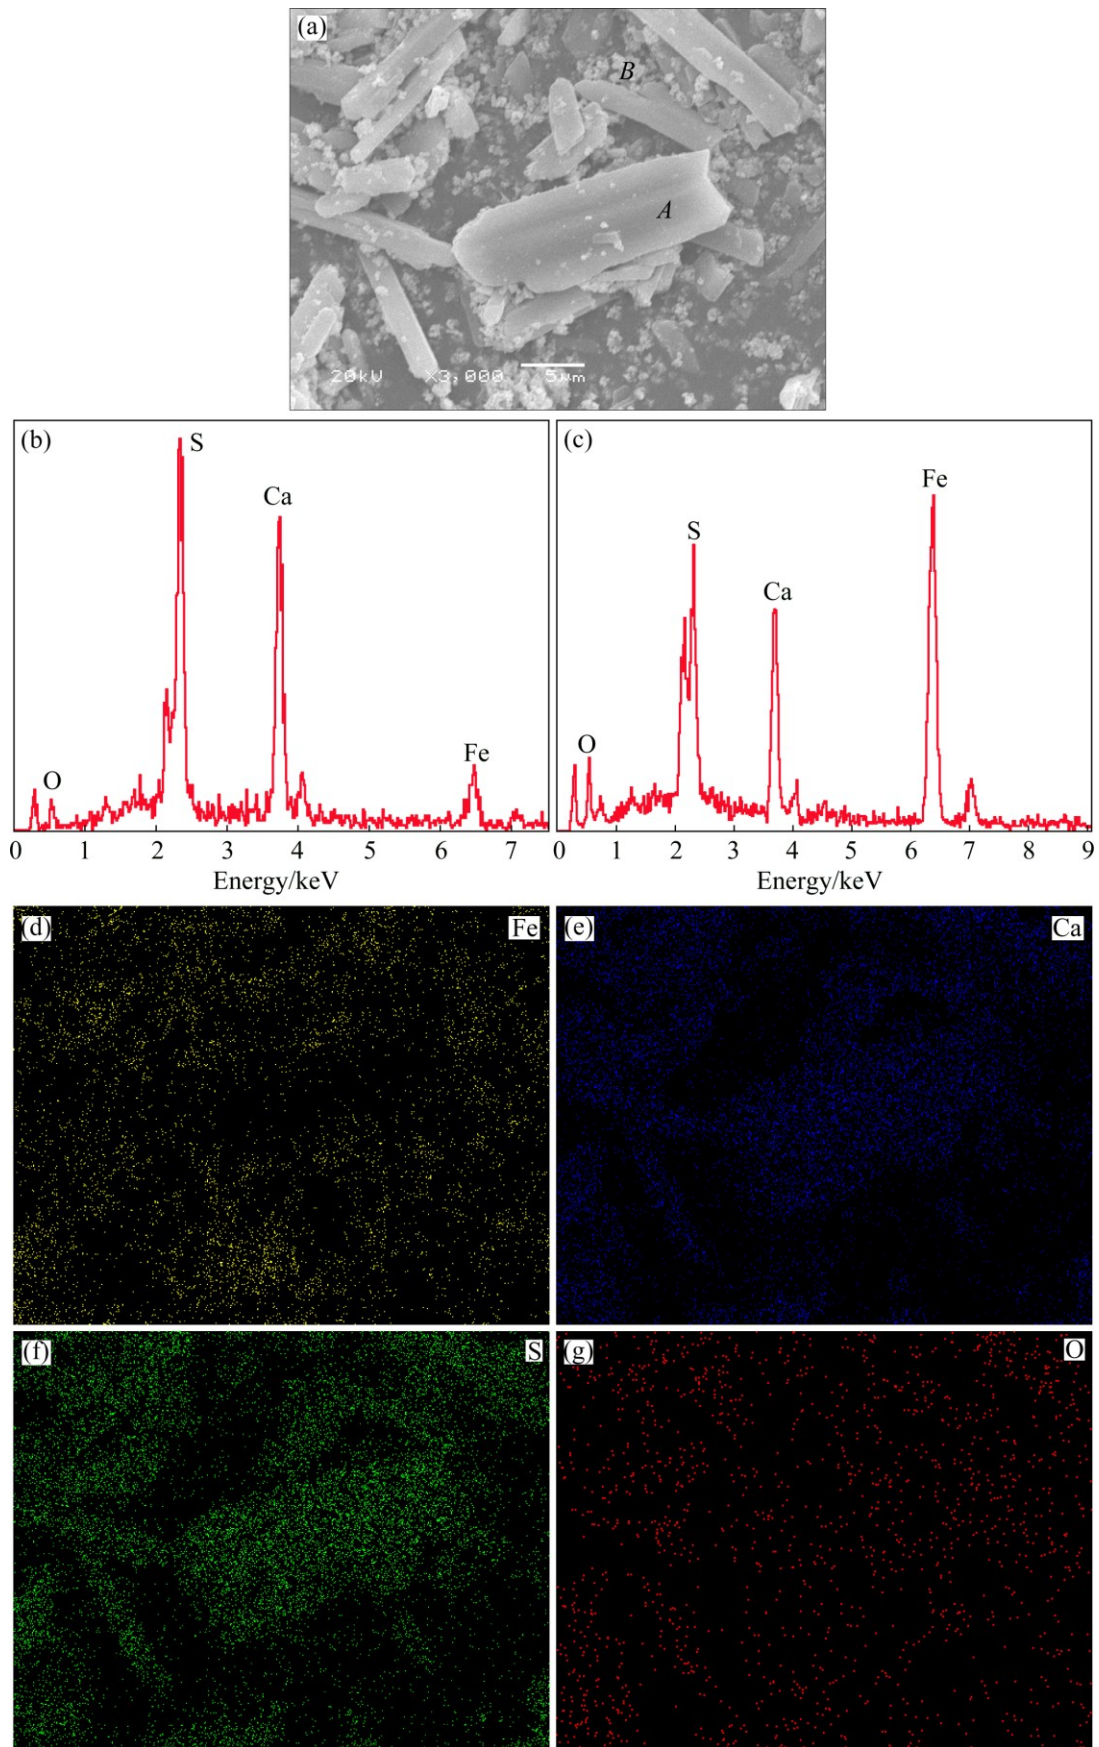 (a)
B
A
20kV ×3,000 5μm
(b)
S
Ca
O
Fe
0 1 2 3 4 5 6 7
Energy/keV
(c)
Fe
S
Ca
O
0 1 2 3 4 5 6 7 8 9
Energy/keV
(d) Fe
(e) Ca
(f) S
(g) O